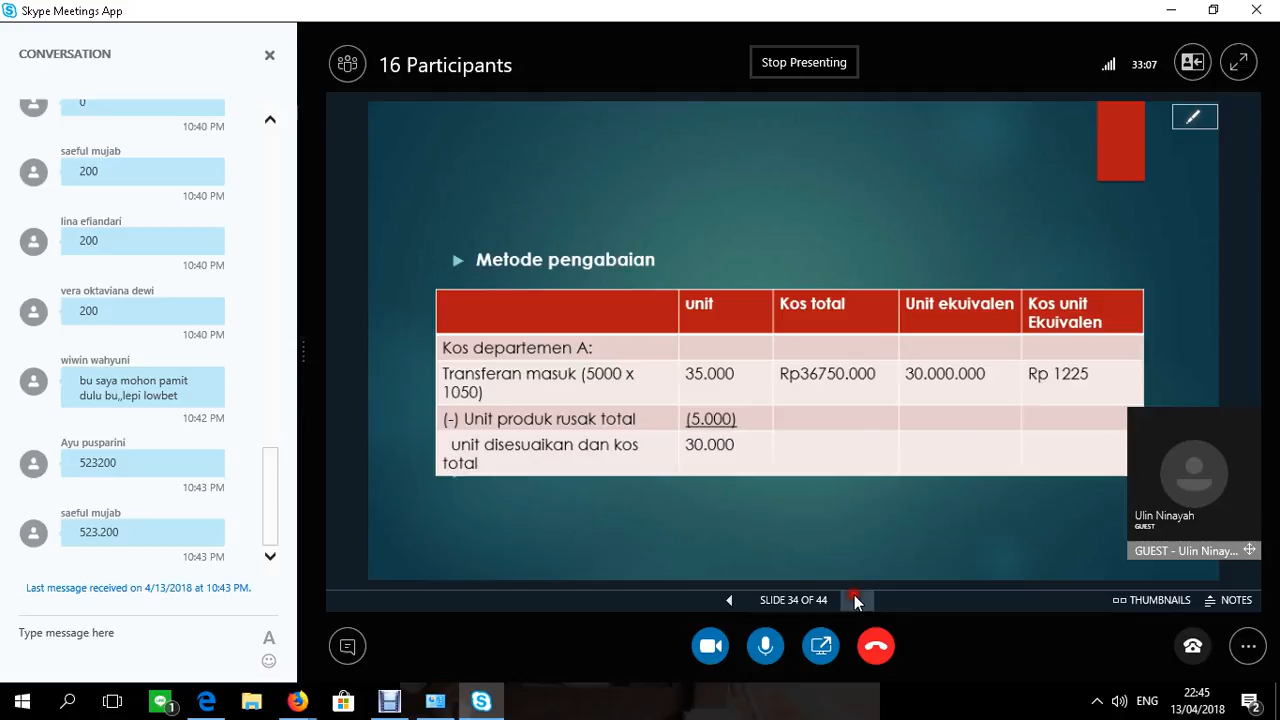 Skype Meetings App
CONVERSATION
0
10:40 PM
saeful mujab
200
10:40 PM
lina efiandari
200
10:40 PM
vera oktaviana dewi
200
10:40 PM
wiwin wahyuni
bu saya mohon pamit
dulu bu,,lepi lowbet
10:42 PM
Ayu pusparini
523200
10:43 PM
saeful mujab
523.200
10:43 PM
Last message received on 4/13/2018 at 10:43 PM.
Type message here
A
16 Participants
Stop Presenting
33:07
Metode pengabaian
unit Kos total Unit ekuivalen Kos unit
Ekuivalen
Kos departemen A:
Transferan masuk (5000 x 35.000 Rp36750.000 30.000.000 Rp 1225
1050)
(-) Unit produk rusak total (5.000)
unit disesuaikan dan kos 30.000
total
Ulin Ninayah
GUEST
GUEST - Ulin Ninay...
SLIDE 34 OF 44
THUMBNAILS NOTES
1
S
ENG
22:45
13/04/2018
2